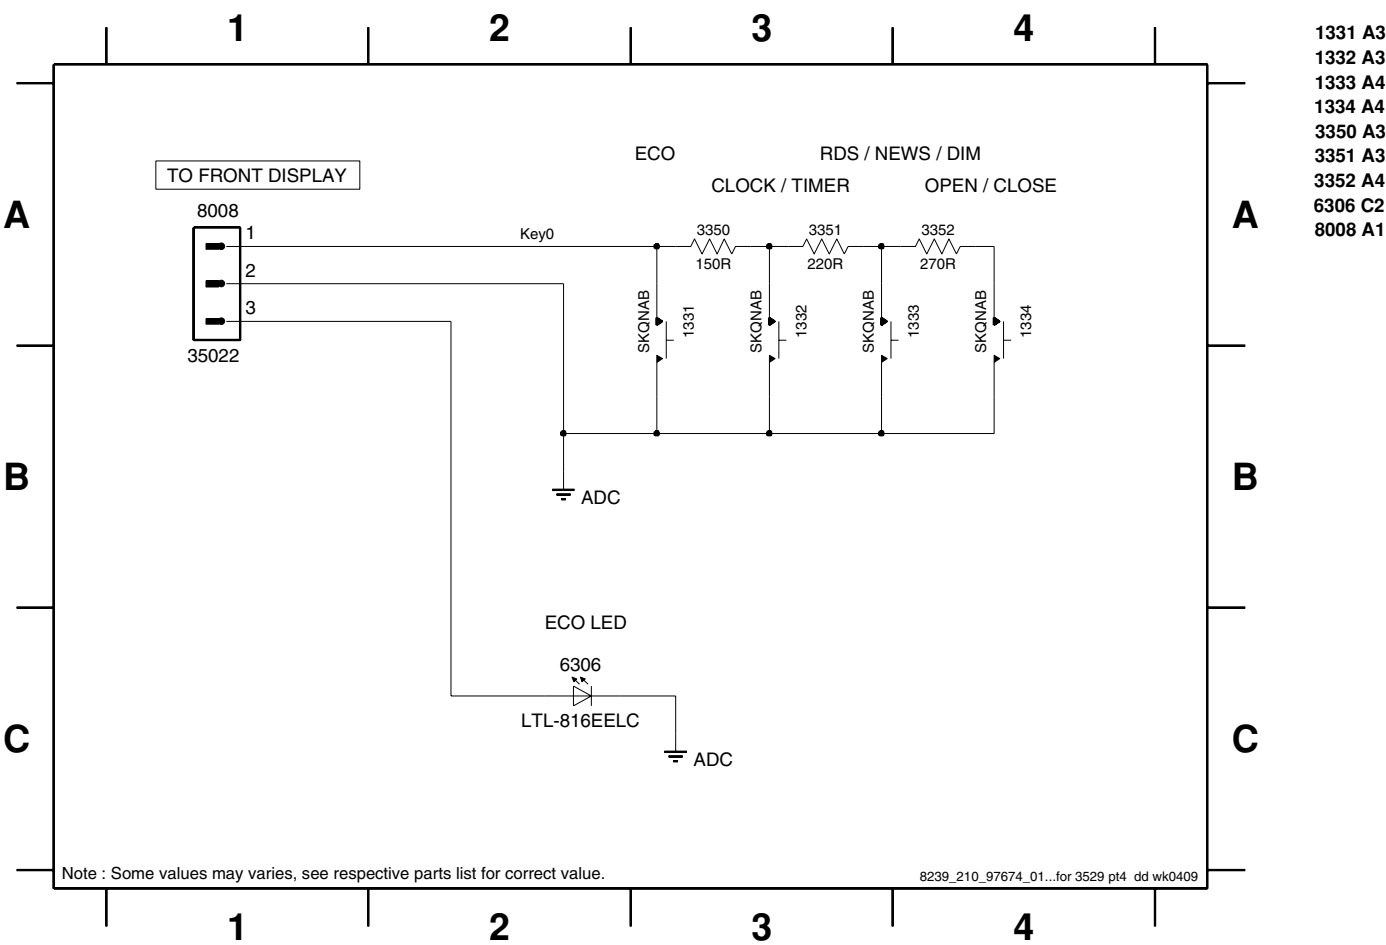 1 2 3 4
1331 A3
1332 A3
1333 A4
1334 A4
3350 A3
3351 A3
3352 A4
6306 C2
8008 A1
ECO
RDS / NEWS / DIM
TO FRONT DISPLAY
CLOCK / TIMER
OPEN / CLOSE
A
A
8008
1
Key0
3350
3351
3352
150R
220R
270R
2
3
SKQNAB
1331
SKQNAB
1332
SKQNAB
1333
SKQNAB
1334
35022
B
B
ADC
ECO LED
6306
LTL-816EELC
C
C
ADC
Note : Some values may varies, see respective parts list for correct value.
8239_210_97674_01...for 3529 pt4 dd wk0409
1 2 3 4